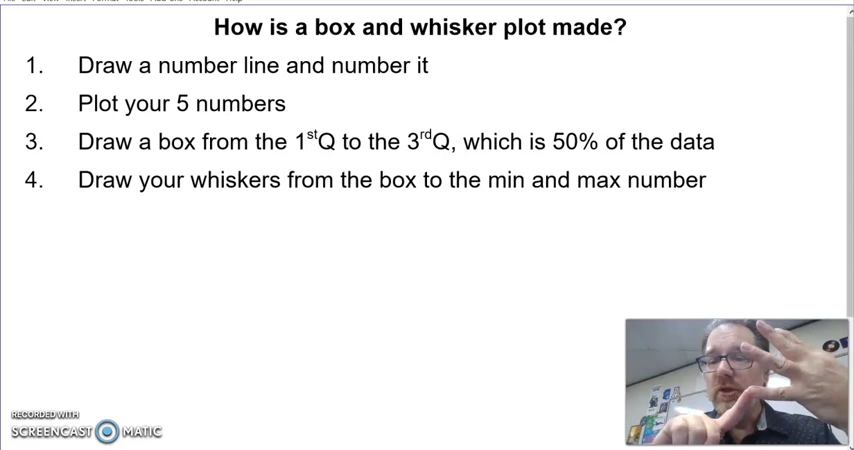 How is a box and whisker plot made?
1. Draw a number line and number it
2. Plot your 5 numbers
3. Draw a box from the 1stQ to the 3rdQ, which is 50% of the data
4. Draw your whiskers from the box to the min and max number
RECORDED WITH
SCREENCAST MATIC